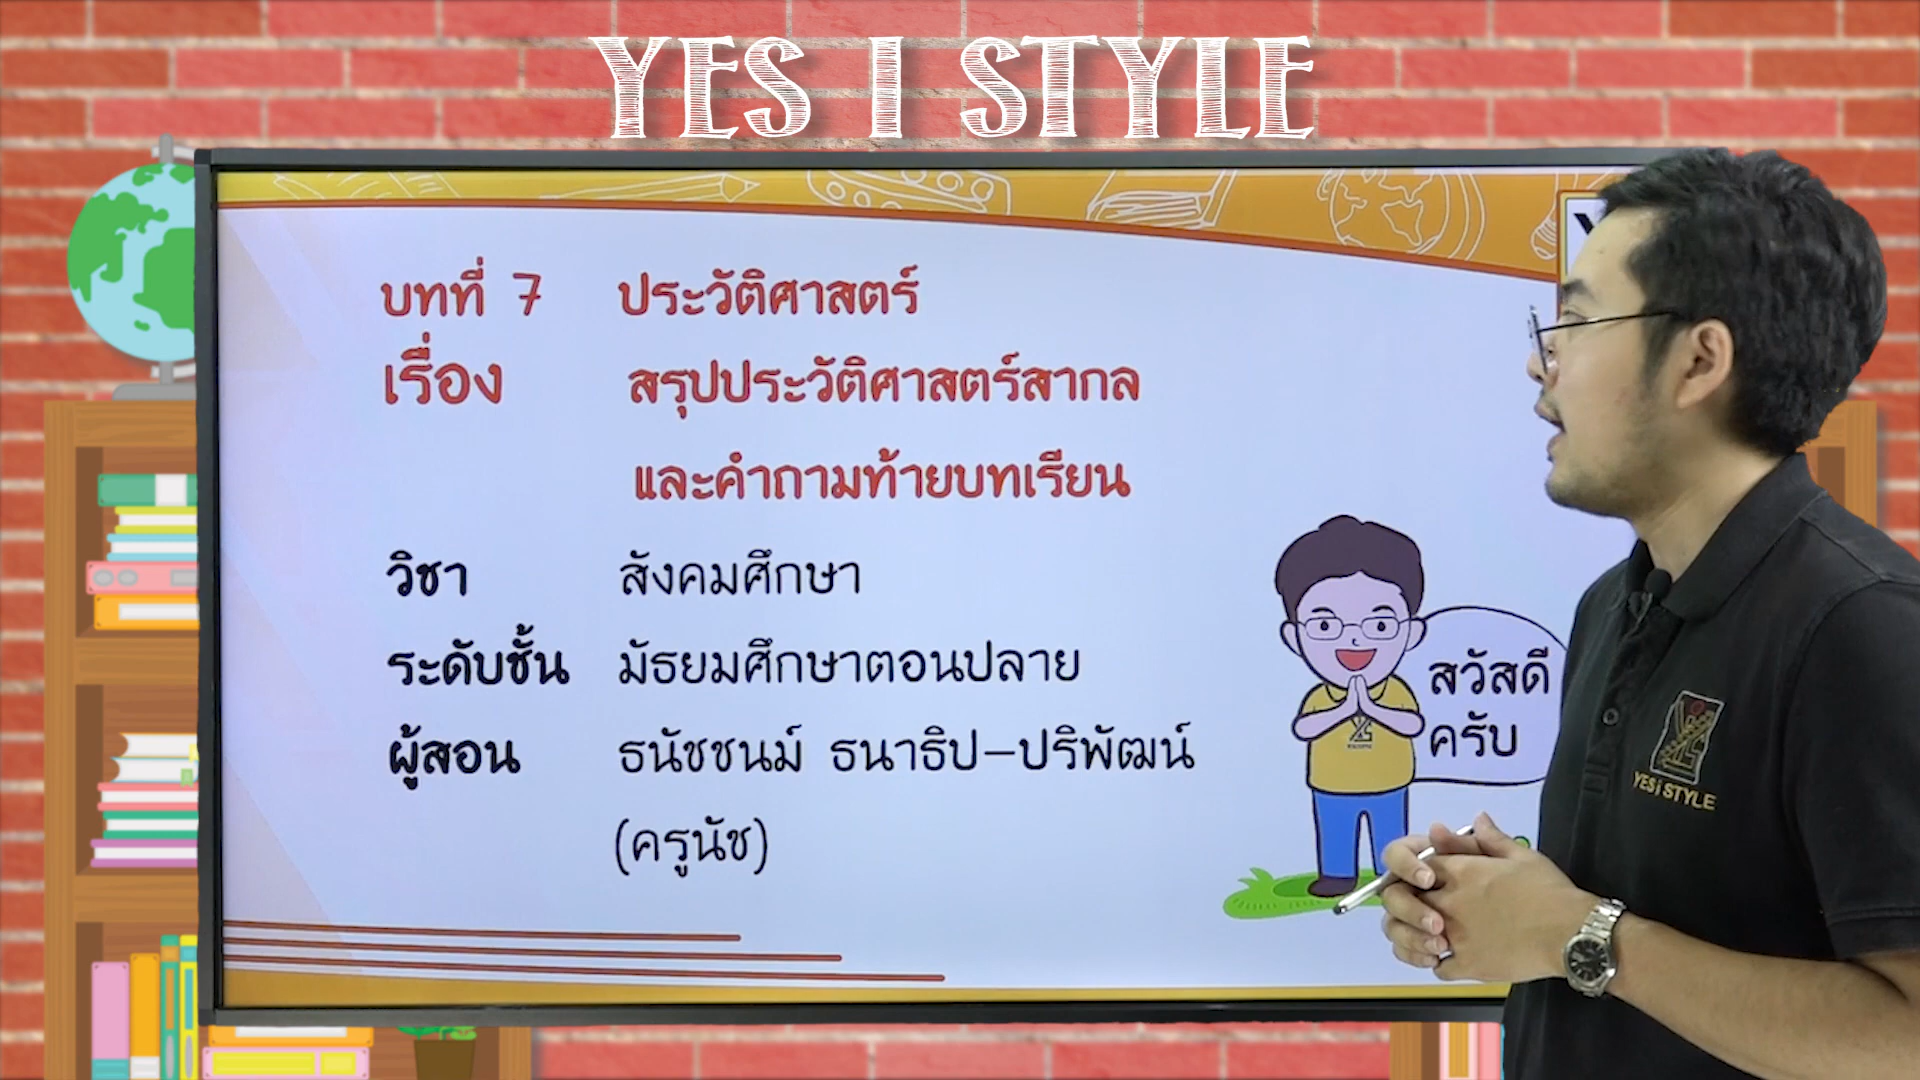 YES I STYLE
บทที่ 7 ประวัติศาสตร์
เรื่อง สรุปประวัติศาสตร์สากล
และคำถามท้ายบทเรียน
วิชา สังคมศึกษา
ระดับชั้น มัธยมศึกษาตอนปลาย
ผู้สอน ธนัชชนม์ ธนาธิป-ปริพัฒน์
(ครูนัช)
สวัสดี
ครับ
YES i STYLE